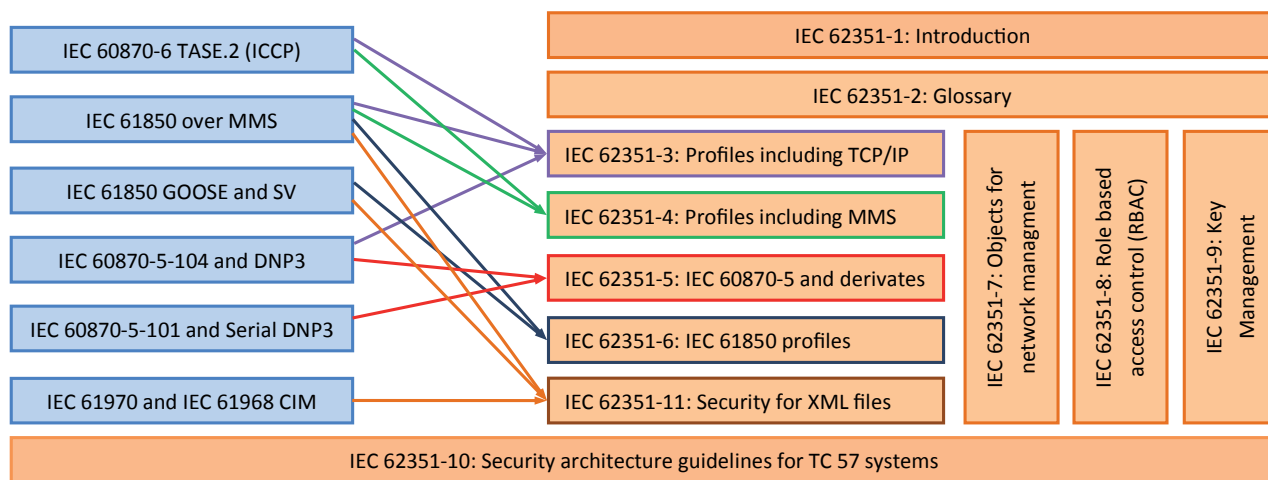 IEC 60870-6 TASE.2 (ICCP)
IEC 61850 over MMS
IEC 61850 GOOSE and SV
IEC 60870-5-104 and DNP3
IEC 60870-5-101 and Serial DNP3
IEC 61970 and IEC 61968 CIM
IEC 62351-1: Introduction
IEC 62351-2: Glossary
IEC 62351-3: Profiles including TCP/IP
IEC 62351-4: Profiles including MMS
IEC 62351-5: IEC 60870-5 and derivates
IEC 62351-6: IEC 61850 profiles
IEC 62351-11: Security for XML files
IEC 62351-7: Objects for
network managment
IEC 62351-8: Role based
access control (RBAC)
IEC 62351-9: Key
Management
IEC 62351-10: Security architecture guidelines for TC 57 systems